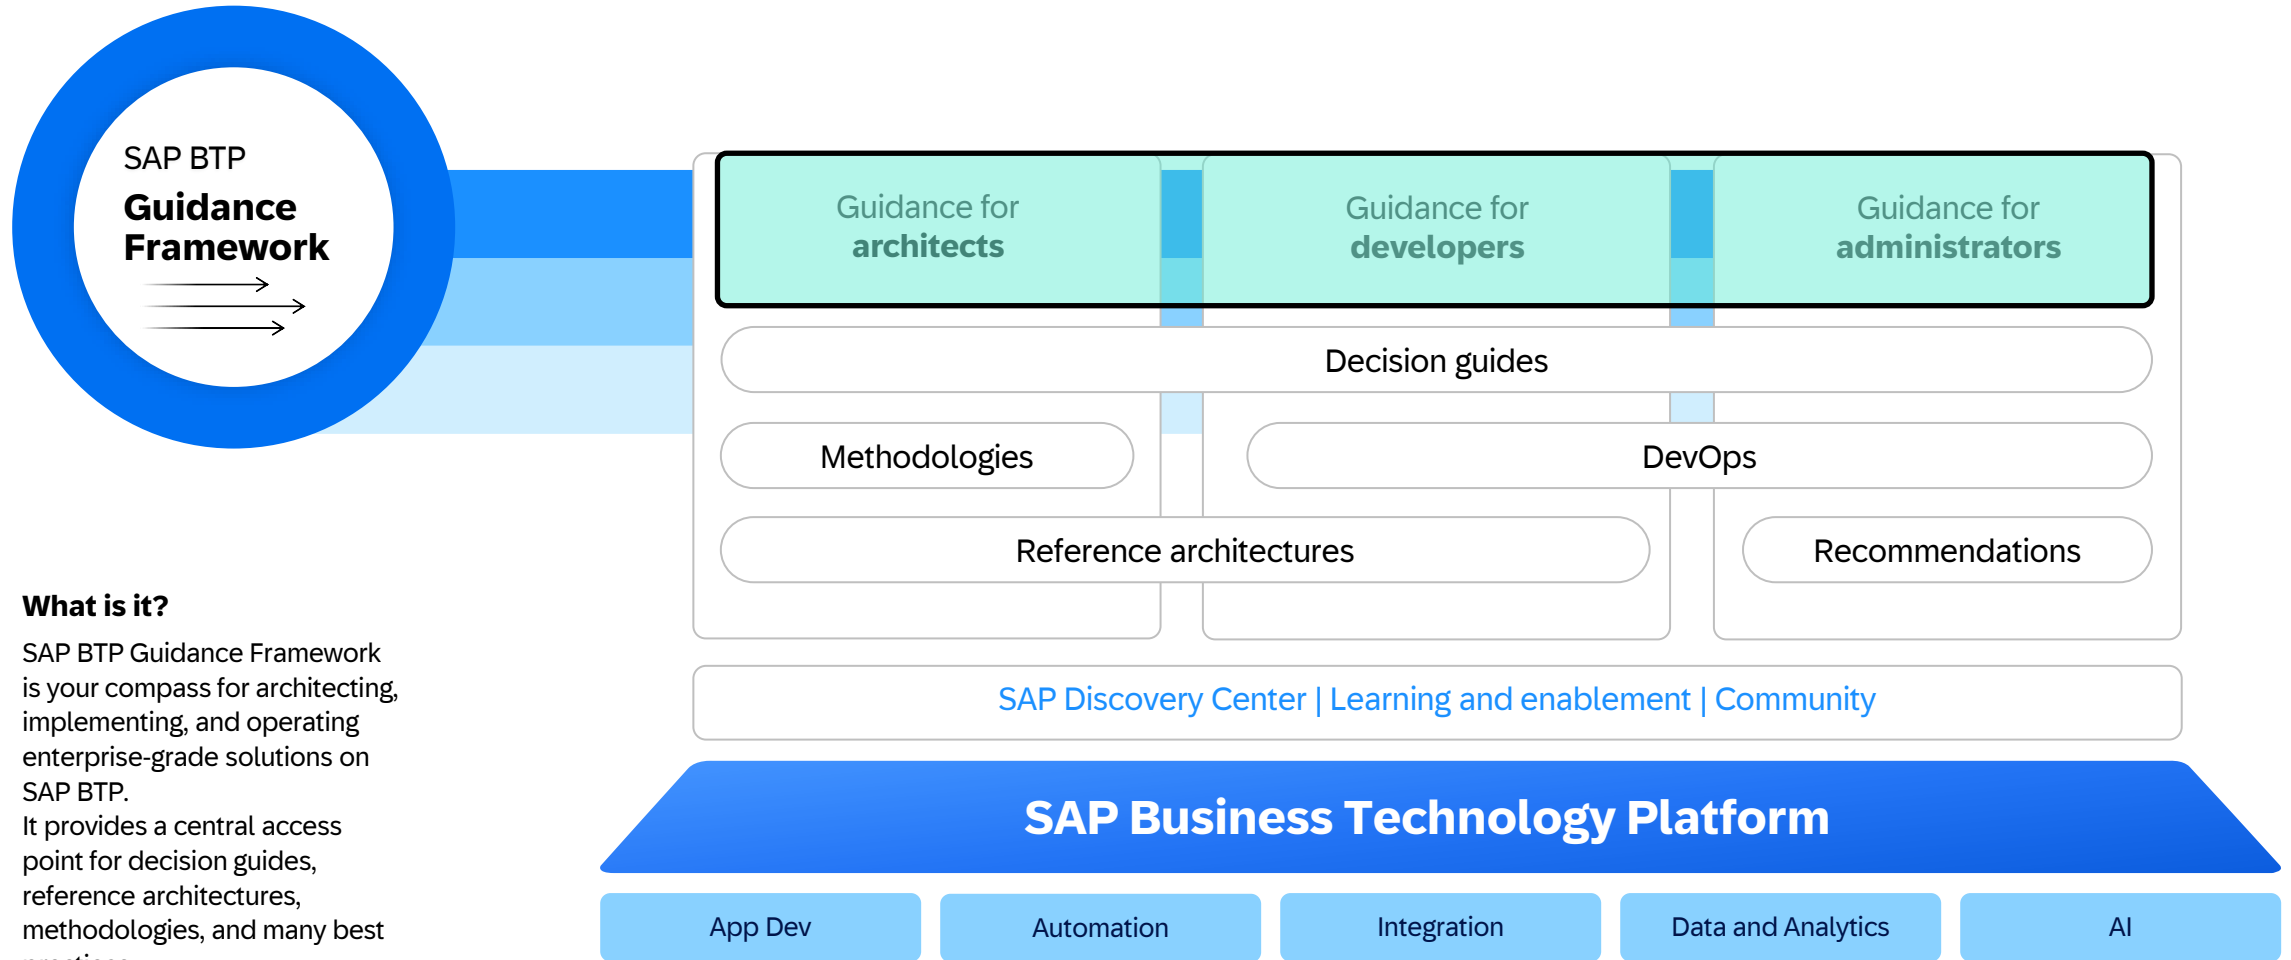 SAP BTP
Guidance
Framework
Guidance for
architects
Guidance for
developers
Guidance for
administrators
Decision guides
Methodologies
DevOps
Reference architectures
Recommendations
What is it?
SAP BTP Guidance Framework
is your compass for architecting,
implementing, and operating
enterprise-grade solutions on
SAP BTP.
It provides a central access
point for decision guides,
reference architectures,
methodologies, and many best
SAP Discovery Center | Learning and enablement | Community
SAP Business Technology Platform
App Dev
Automation
Integration
Data and Analytics
AI